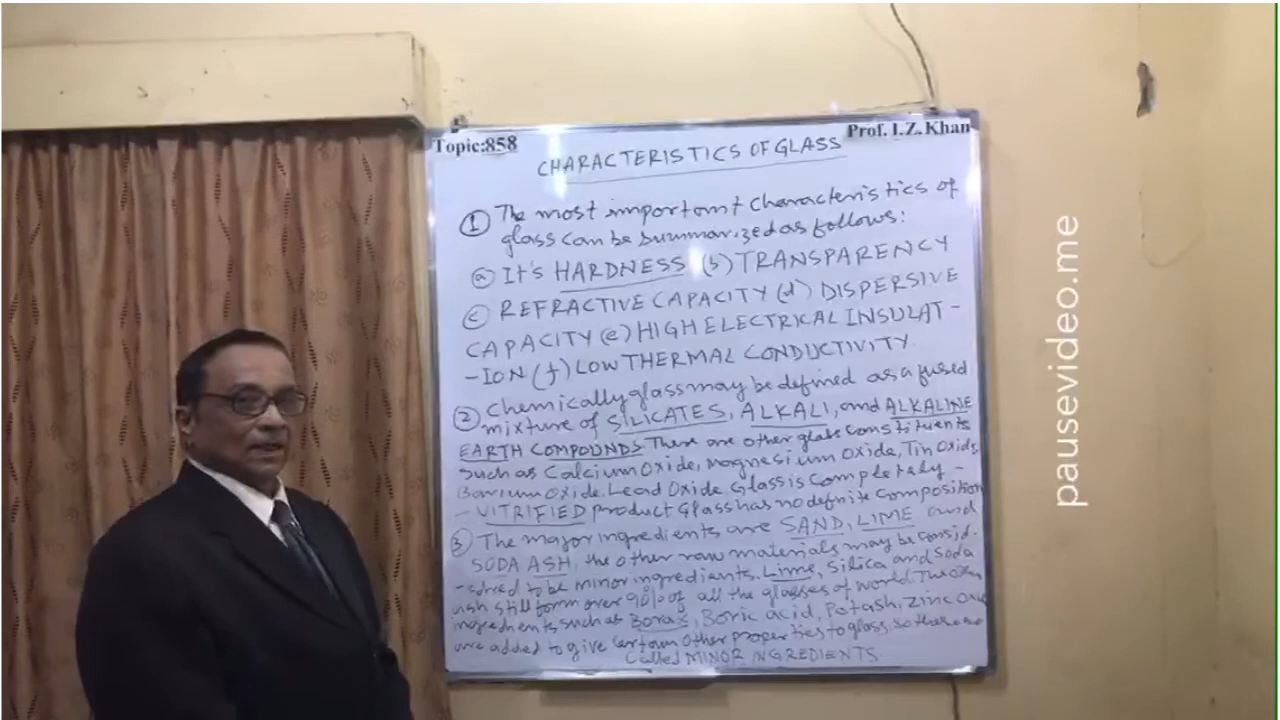 Topic:858
Prof. I.Z. Khan
CHARACTERISTICS OF GLASS
① The most important characteristics of
glass can be summarized as follows:
ⓐ It's HARDNESS (b) TRANSPARENCY
ⓒ REFRACTIVE CAPACITY (d) DISPERSIVE
CAPACITY (e) HIGH ELECTRICAL INSULAT-
-ION (f) LOW THERMAL CONDUCTIVITY
② Chemically glass may be defined as a fused
mixture of SILICATES, ALKALI, and ALKALINE
EARTH COMPOUNDS. There are other glass constituents
such as Calcium Oxide, Magnesium Oxide, Tin Oxide,
Barium Oxide, Lead Oxide. Glass is completely -
- VITRIFIED product Glass has no definite composition
③ The major ingredients are SAND, LIME and
SODA ASH, the other raw materials may be consid-
-ered to be minor ingredients. Lime, Silica and Soda
ash still form over 90% of all the glasses of world. The other
ingredients such as Borax, Boric acid, Potash, Zinc
are added to give certain other properties to glass, so these are
Called MINOR INGREDIENTS
pausevideo.me